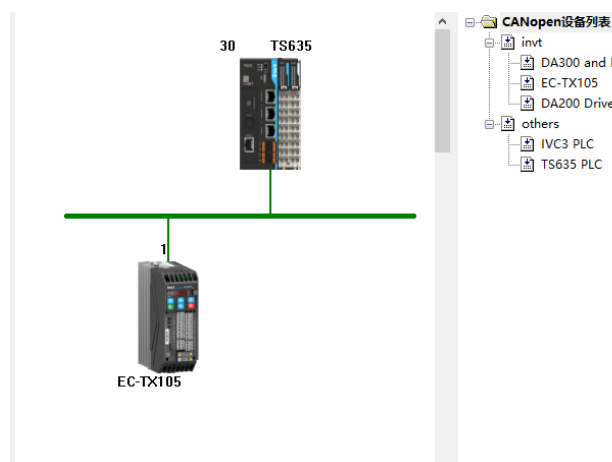 30 TS635
1
EC-TX105
CANopen设备列表
invt
DA300 and
EC-TX105
DA200 Drive
others
IVC3 PLC
TS635 PLC